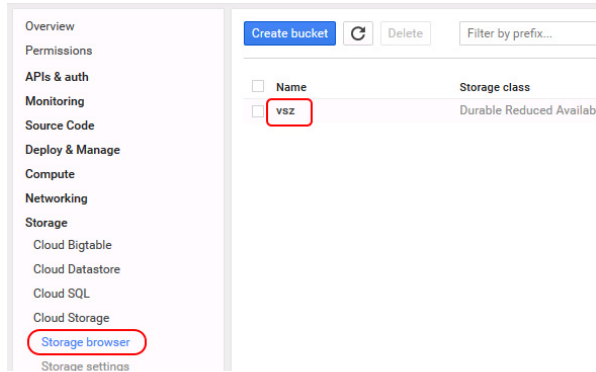 Overview
Permissions
APIs & auth
Monitoring
Source Code
Deploy & Manage
Compute
Networking
Storage
Cloud Bigtable
Cloud Datastore
Cloud SQL
Cloud Storage
Storage browser
Storage settings
Create bucket Delete Filter by prefix...
Name Storage class
vsz Durable Reduced Availab